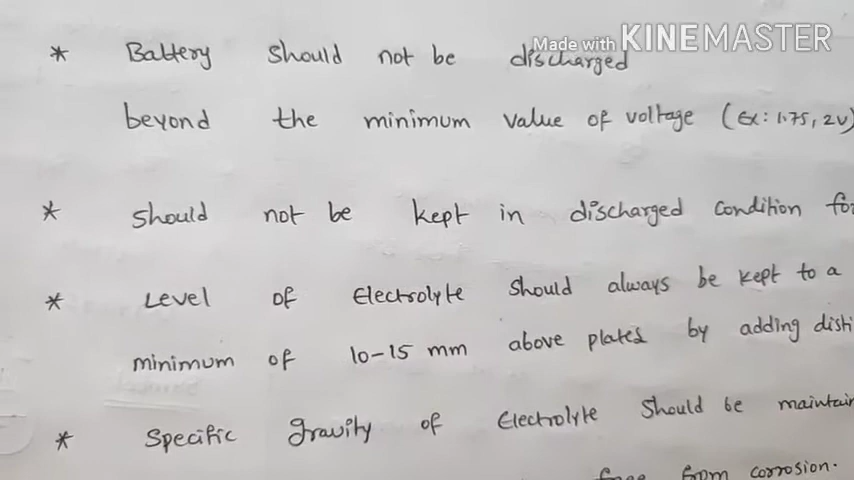 Made with KINEMASTER
* Battery should not be discharged
beyond the minimum value of voltage (Ex: 1.75, 2V)
* should not be kept in discharged condition for
* Level of Electrolyte should always be kept to a
minimum of 10-15 mm above plates by adding disti
* Specific gravity of Electrolyte should be maintain
free from corrosion.